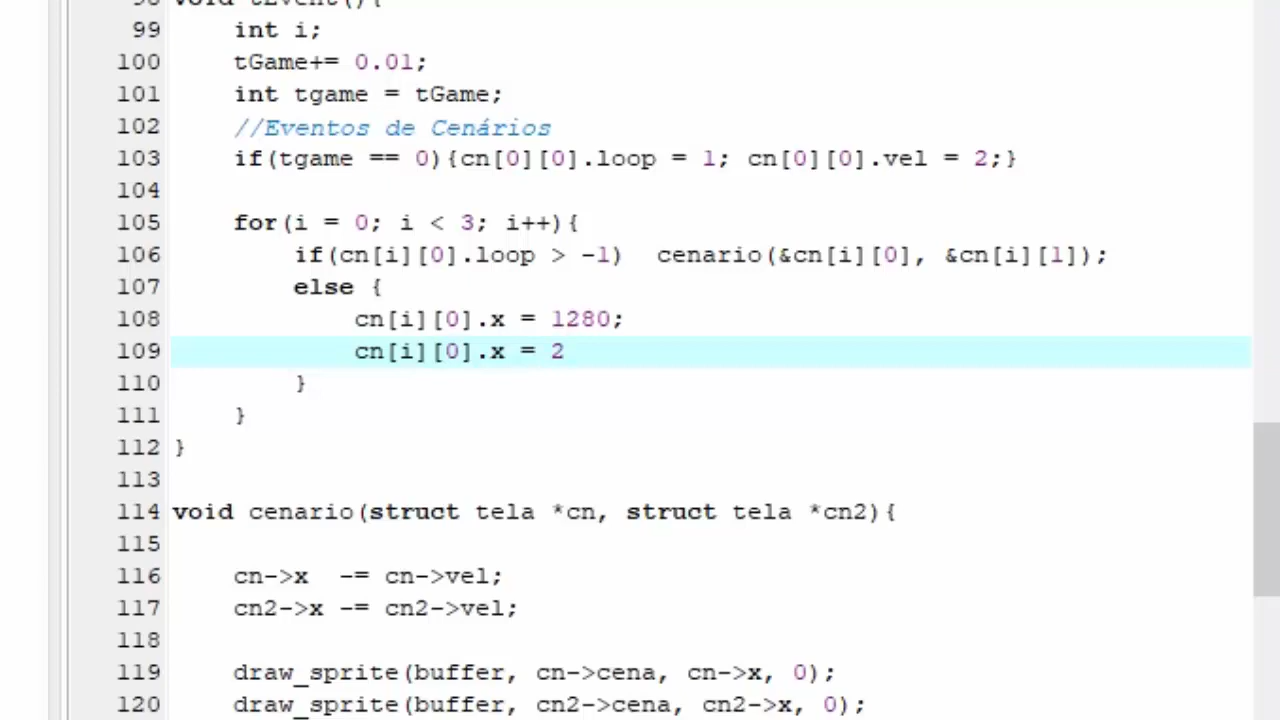 98 void tEvent(){
99 int i;
100 tGame+= 0.01;
101 int tgame = tGame;
102 //Eventos de Cenários
103 if(tgame == 0){cn[0][0].loop = 1; cn[0][0].vel = 2;}
104
105 for(i = 0; i < 3; i++){
106 if(cn[i][0].loop > -1)  cenario(&cn[i][0], &cn[i][1]);
107 else {
108 cn[i][0].x = 1280;
109 cn[i][0].x = 2
110 }
111 }
112 }
113
114 void cenario(struct tela *cn, struct tela *cn2){
115
116 cn->x  -= cn->vel;
117 cn2->x -= cn2->vel;
118
119 draw_sprite(buffer, cn->cena, cn->x, 0);
120 draw_sprite(buffer, cn2->cena, cn2->x, 0);